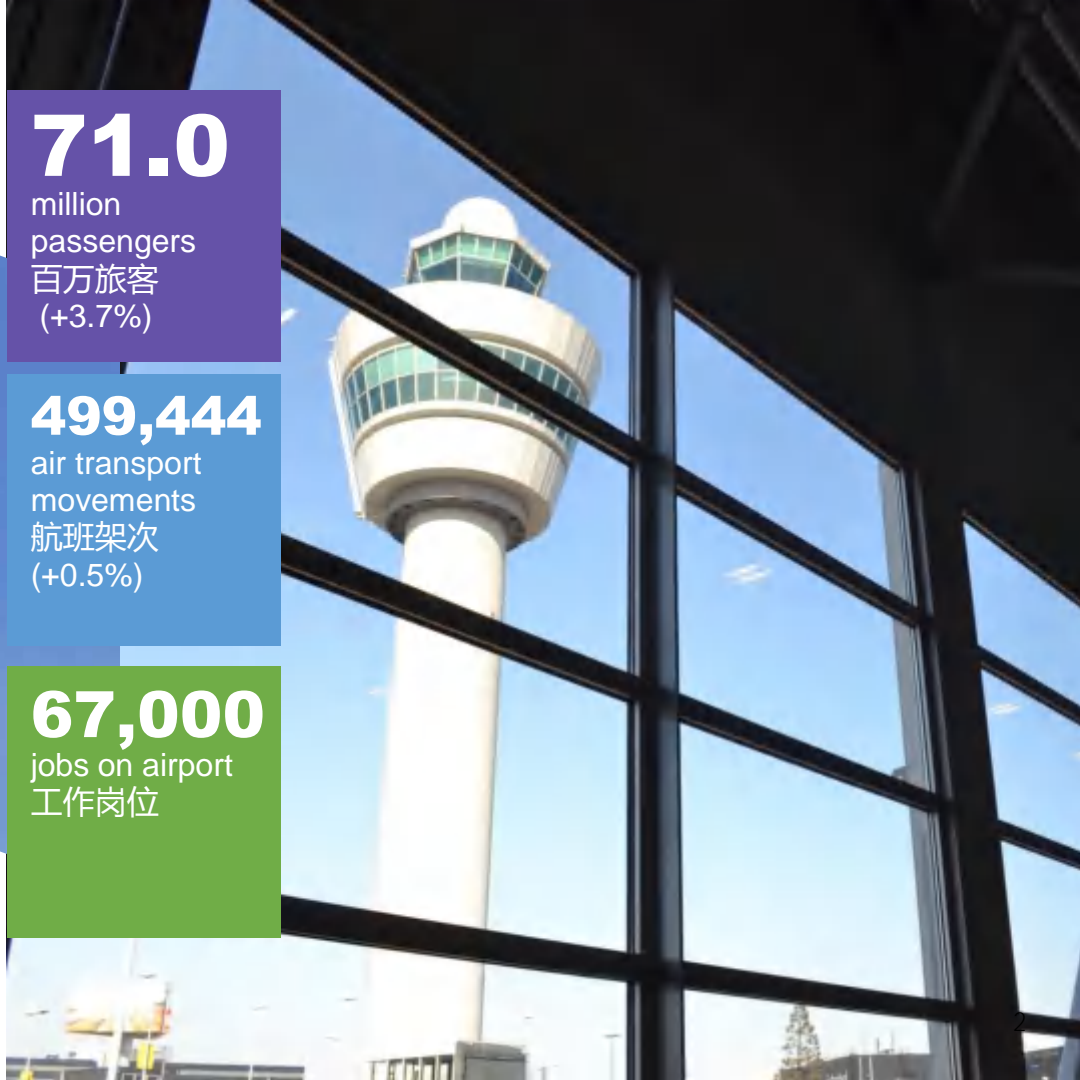 71.0
million
passengers
百万旅客
(+3.7%)
499,444
air transport
movements
航班架次
(+0.5%)
67,000
jobs on airport
工作岗位
2